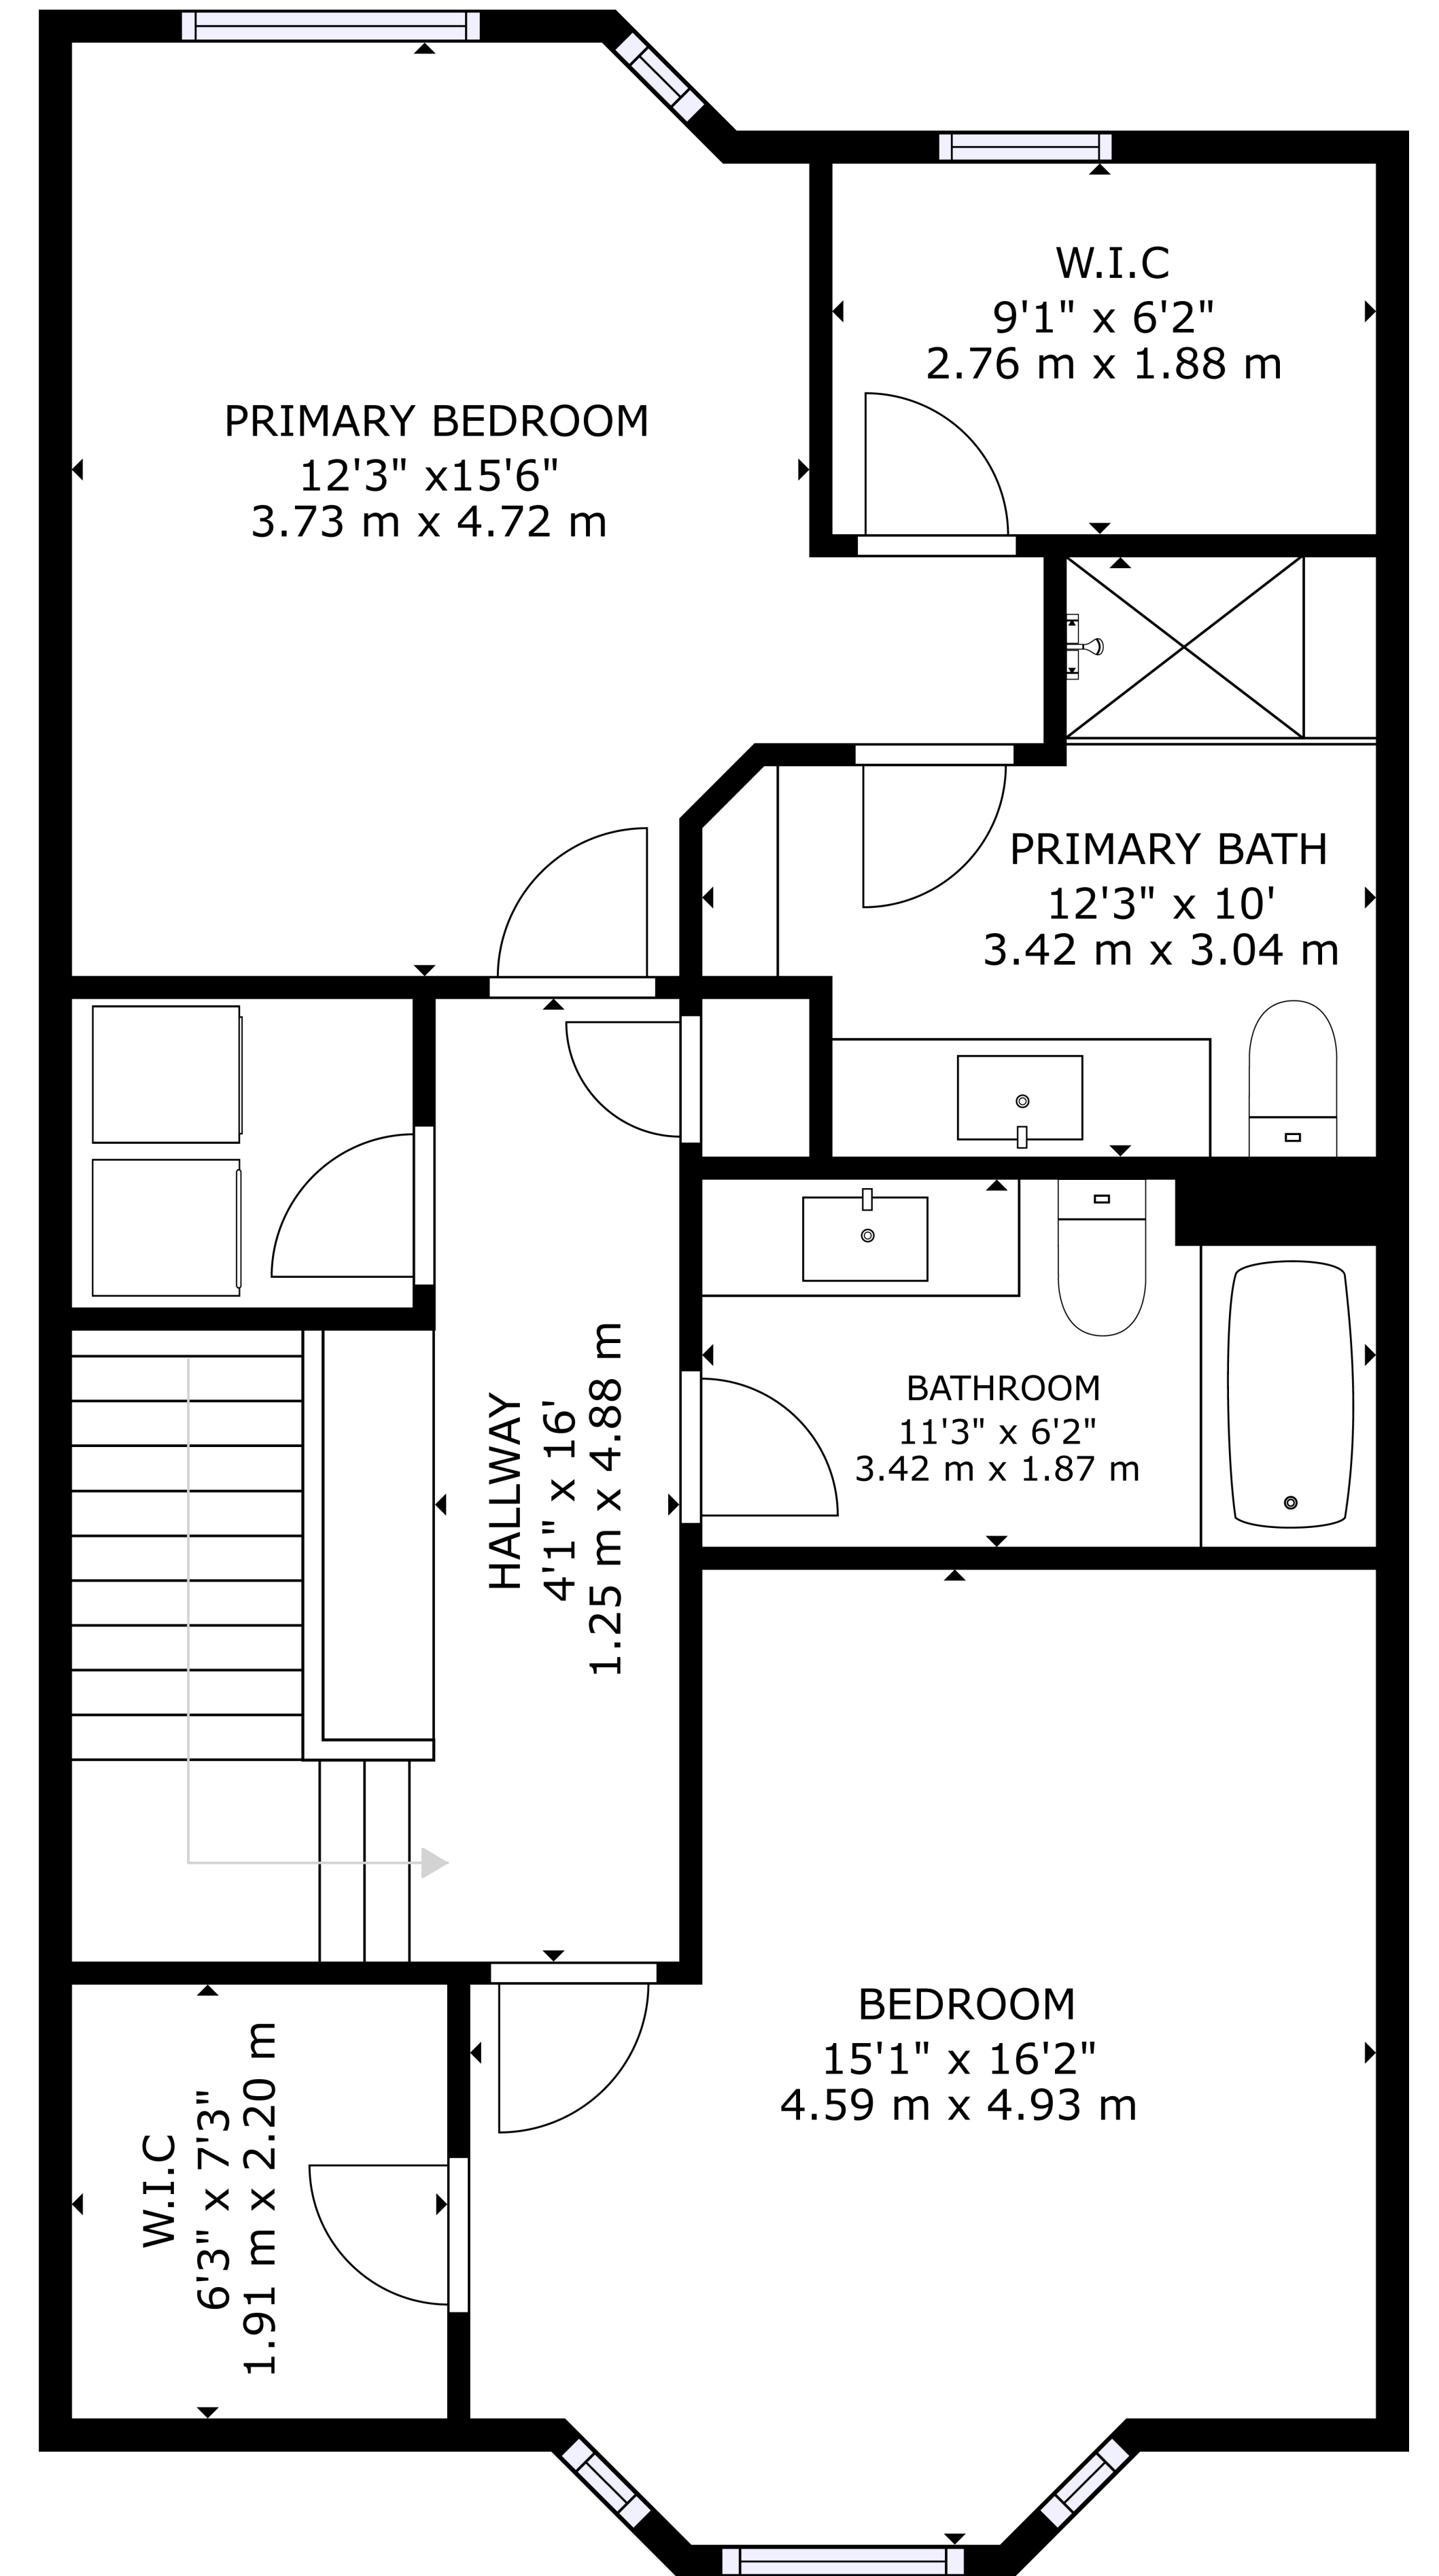 W.I.C
9'1" x 6'2"
2.76 m x 1.88 m
PRIMARY BEDROOM
12'3" x15'6"
3.73 m x 4.72 m
PRIMARY BATH
12'3" x 10'
3.42 m x 3.04 m
HALLWAY
4'1" x 16'
1.25 m x 4.88 m
BATHROOM
11'3" x 6'2"
3.42 m x 1.87 m
BEDROOM
15'1" x 16'2"
4.59 m x 4.93 m
W.I.C
6'3" x 7'3"
1.91 m x 2.20 m